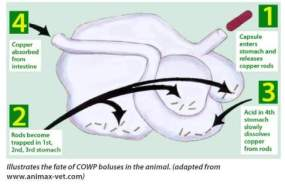 4
Copper
absorbed
from
intestine
1
Capsule
enters
stomach and
releases
copper rods
2
Rods become
trapped in 1st,
2nd, 3rd stomach
3
Acid in 4th
stomach
slowly
dissolves
copper
from rods
Illustrates the fate of COWP boluses in the animal. (adapted from
www.animax-vet.com)